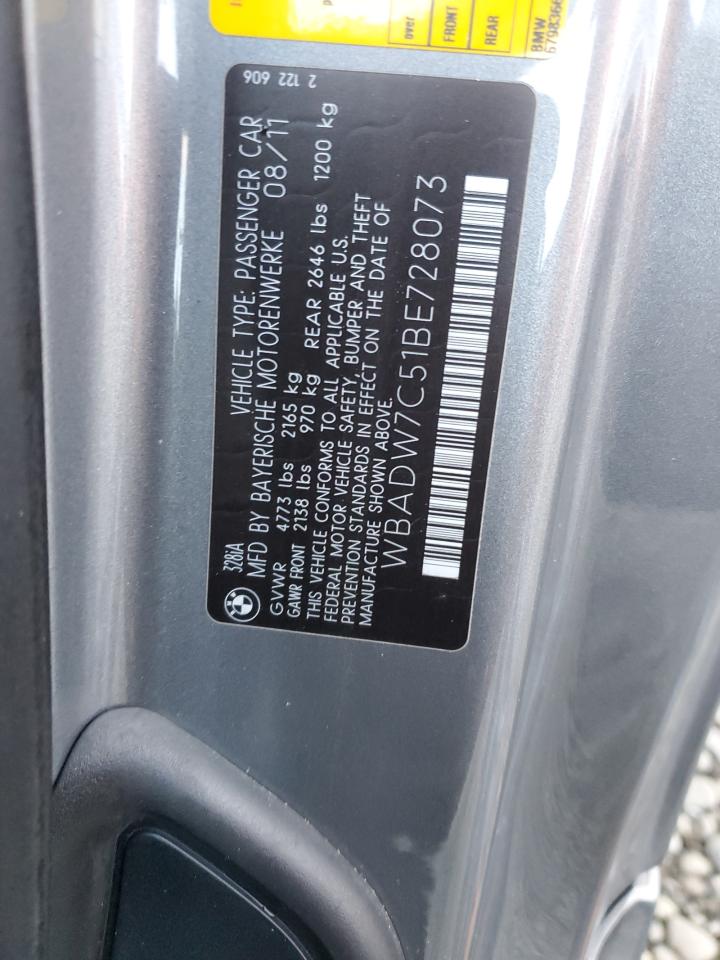 over
FRONT
REAR
BMW
328iA
VEHICLE TYPE: PASSENGER CAR
2 122 606
MFD BY BAYERISCHE MOTORENWERKE 08/11
GVWR 4773 lbs 2165 kg
GAWR FRONT 2138 lbs 970 kg REAR 2646 lbs 1200 kg
THIS VEHICLE CONFORMS TO ALL APPLICABLE U.S.
FEDERAL MOTOR VEHICLE SAFETY, BUMPER AND THEFT
PREVENTION STANDARDS IN EFFECT ON THE DATE OF
MANUFACTURE SHOWN ABOVE.
WBADW7C51BE728073